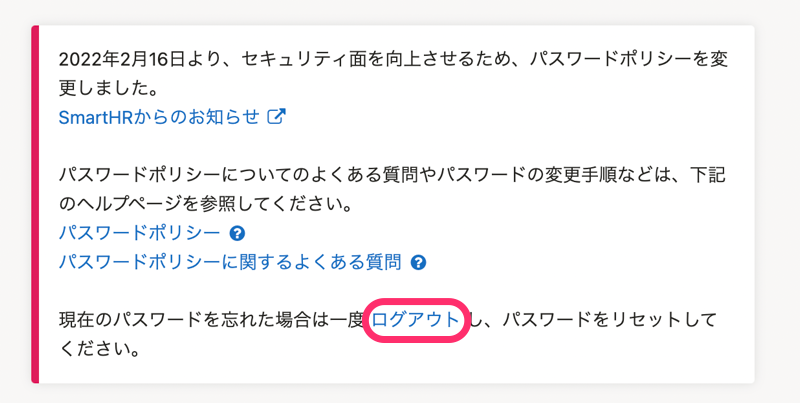 2022年2月16日より、セキュリティ面を向上させるため、パスワードポリシーを変
更しました。
SmartHRからのお知らせ
パスワードポリシーについてのよくある質問やパスワードの変更手順などは、下記
のヘルプページを参照してください。
パスワードポリシー ?
パスワードポリシーに関するよくある質問 ?
現在のパスワードを忘れた場合は一度ログアウトし、パスワードをリセットして
ください。